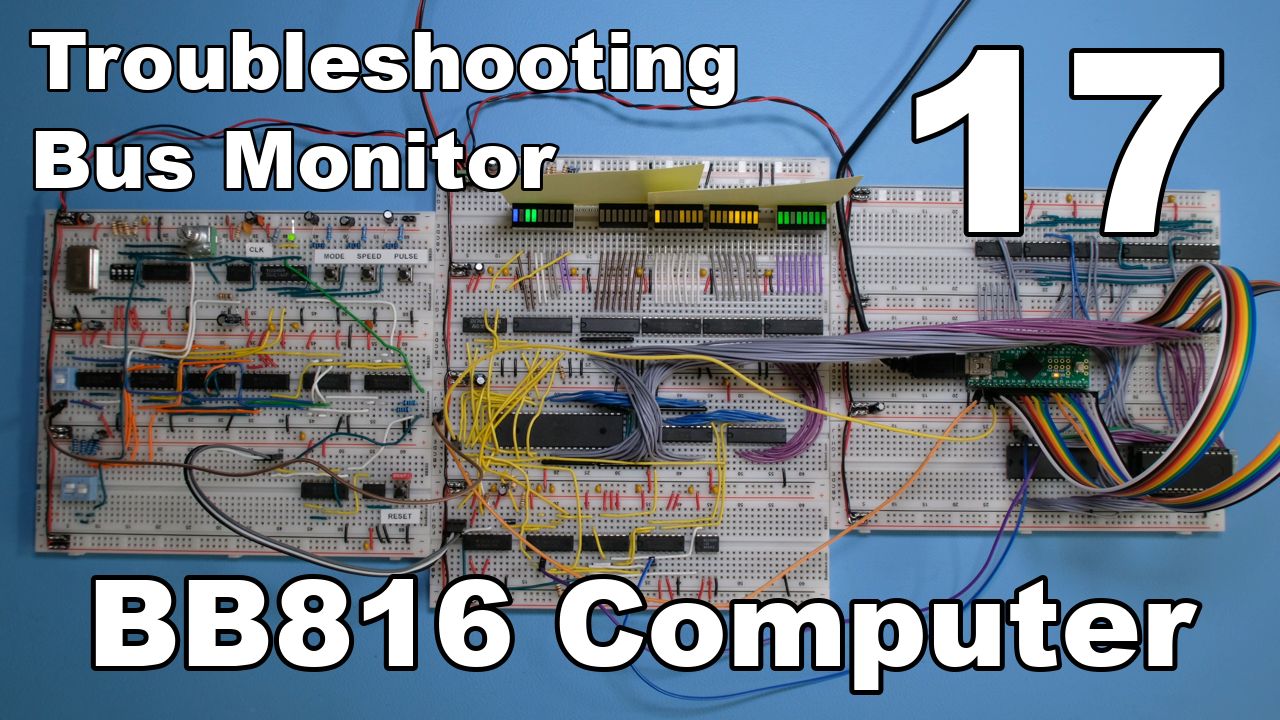 Troubleshooting
Bus Monitor
17
CLK
MODE SPEED PULSE
RESET
BB816 Computer